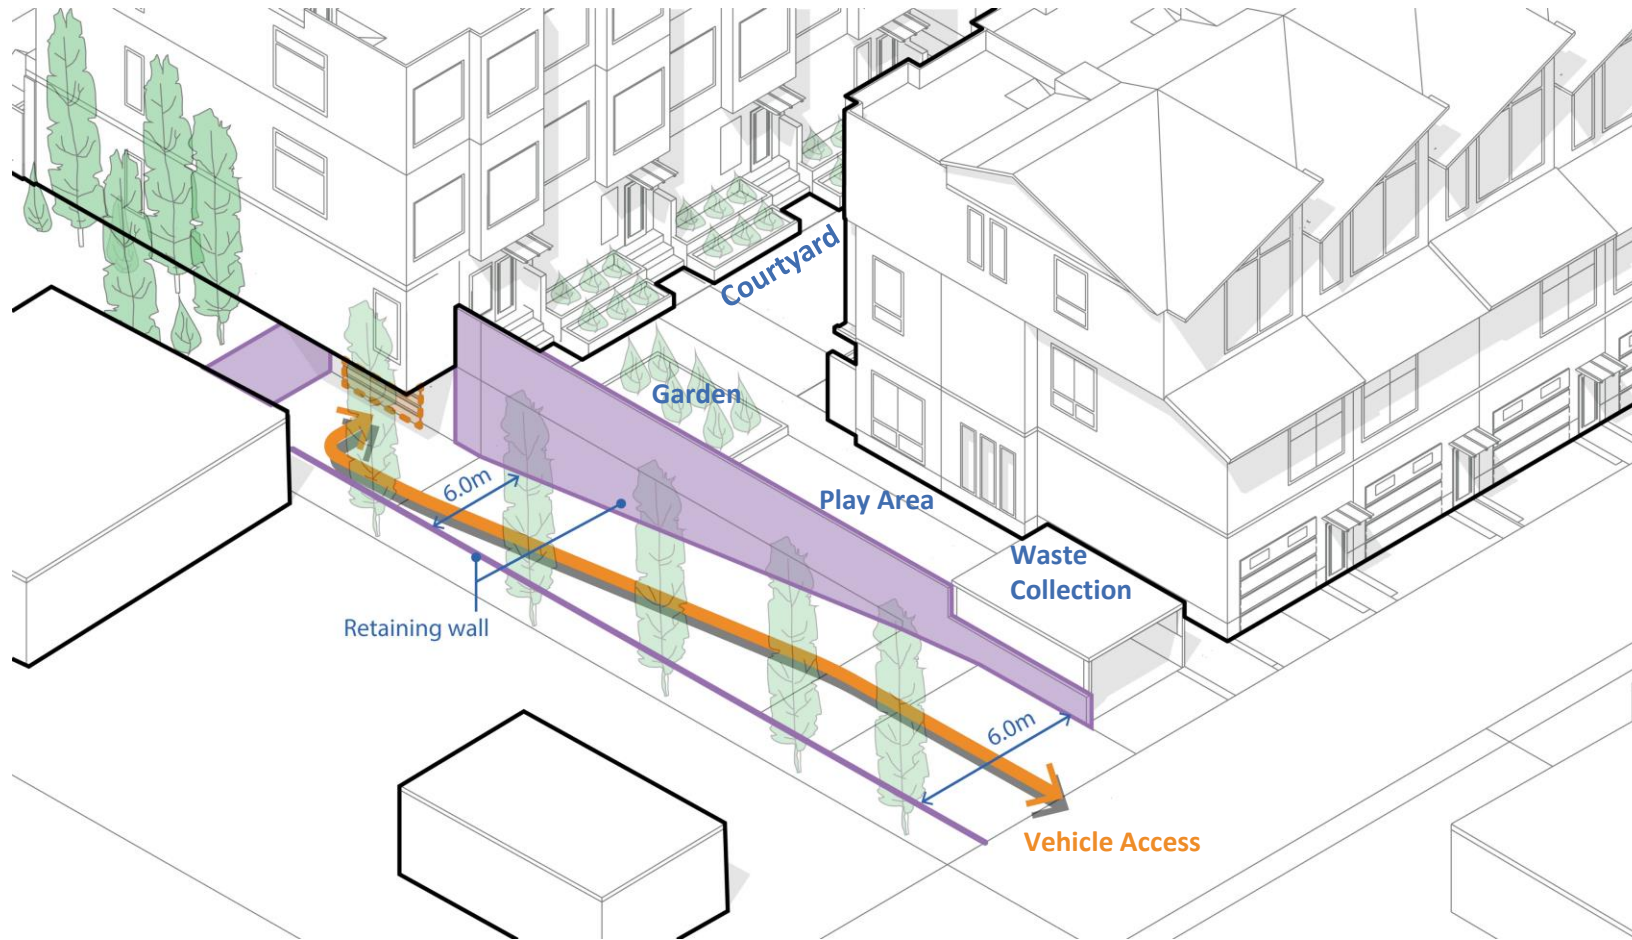 Courtyard
Garden
6.0m
Play Area
Waste
Collection
Retaining wall
6.0m
Vehicle Access